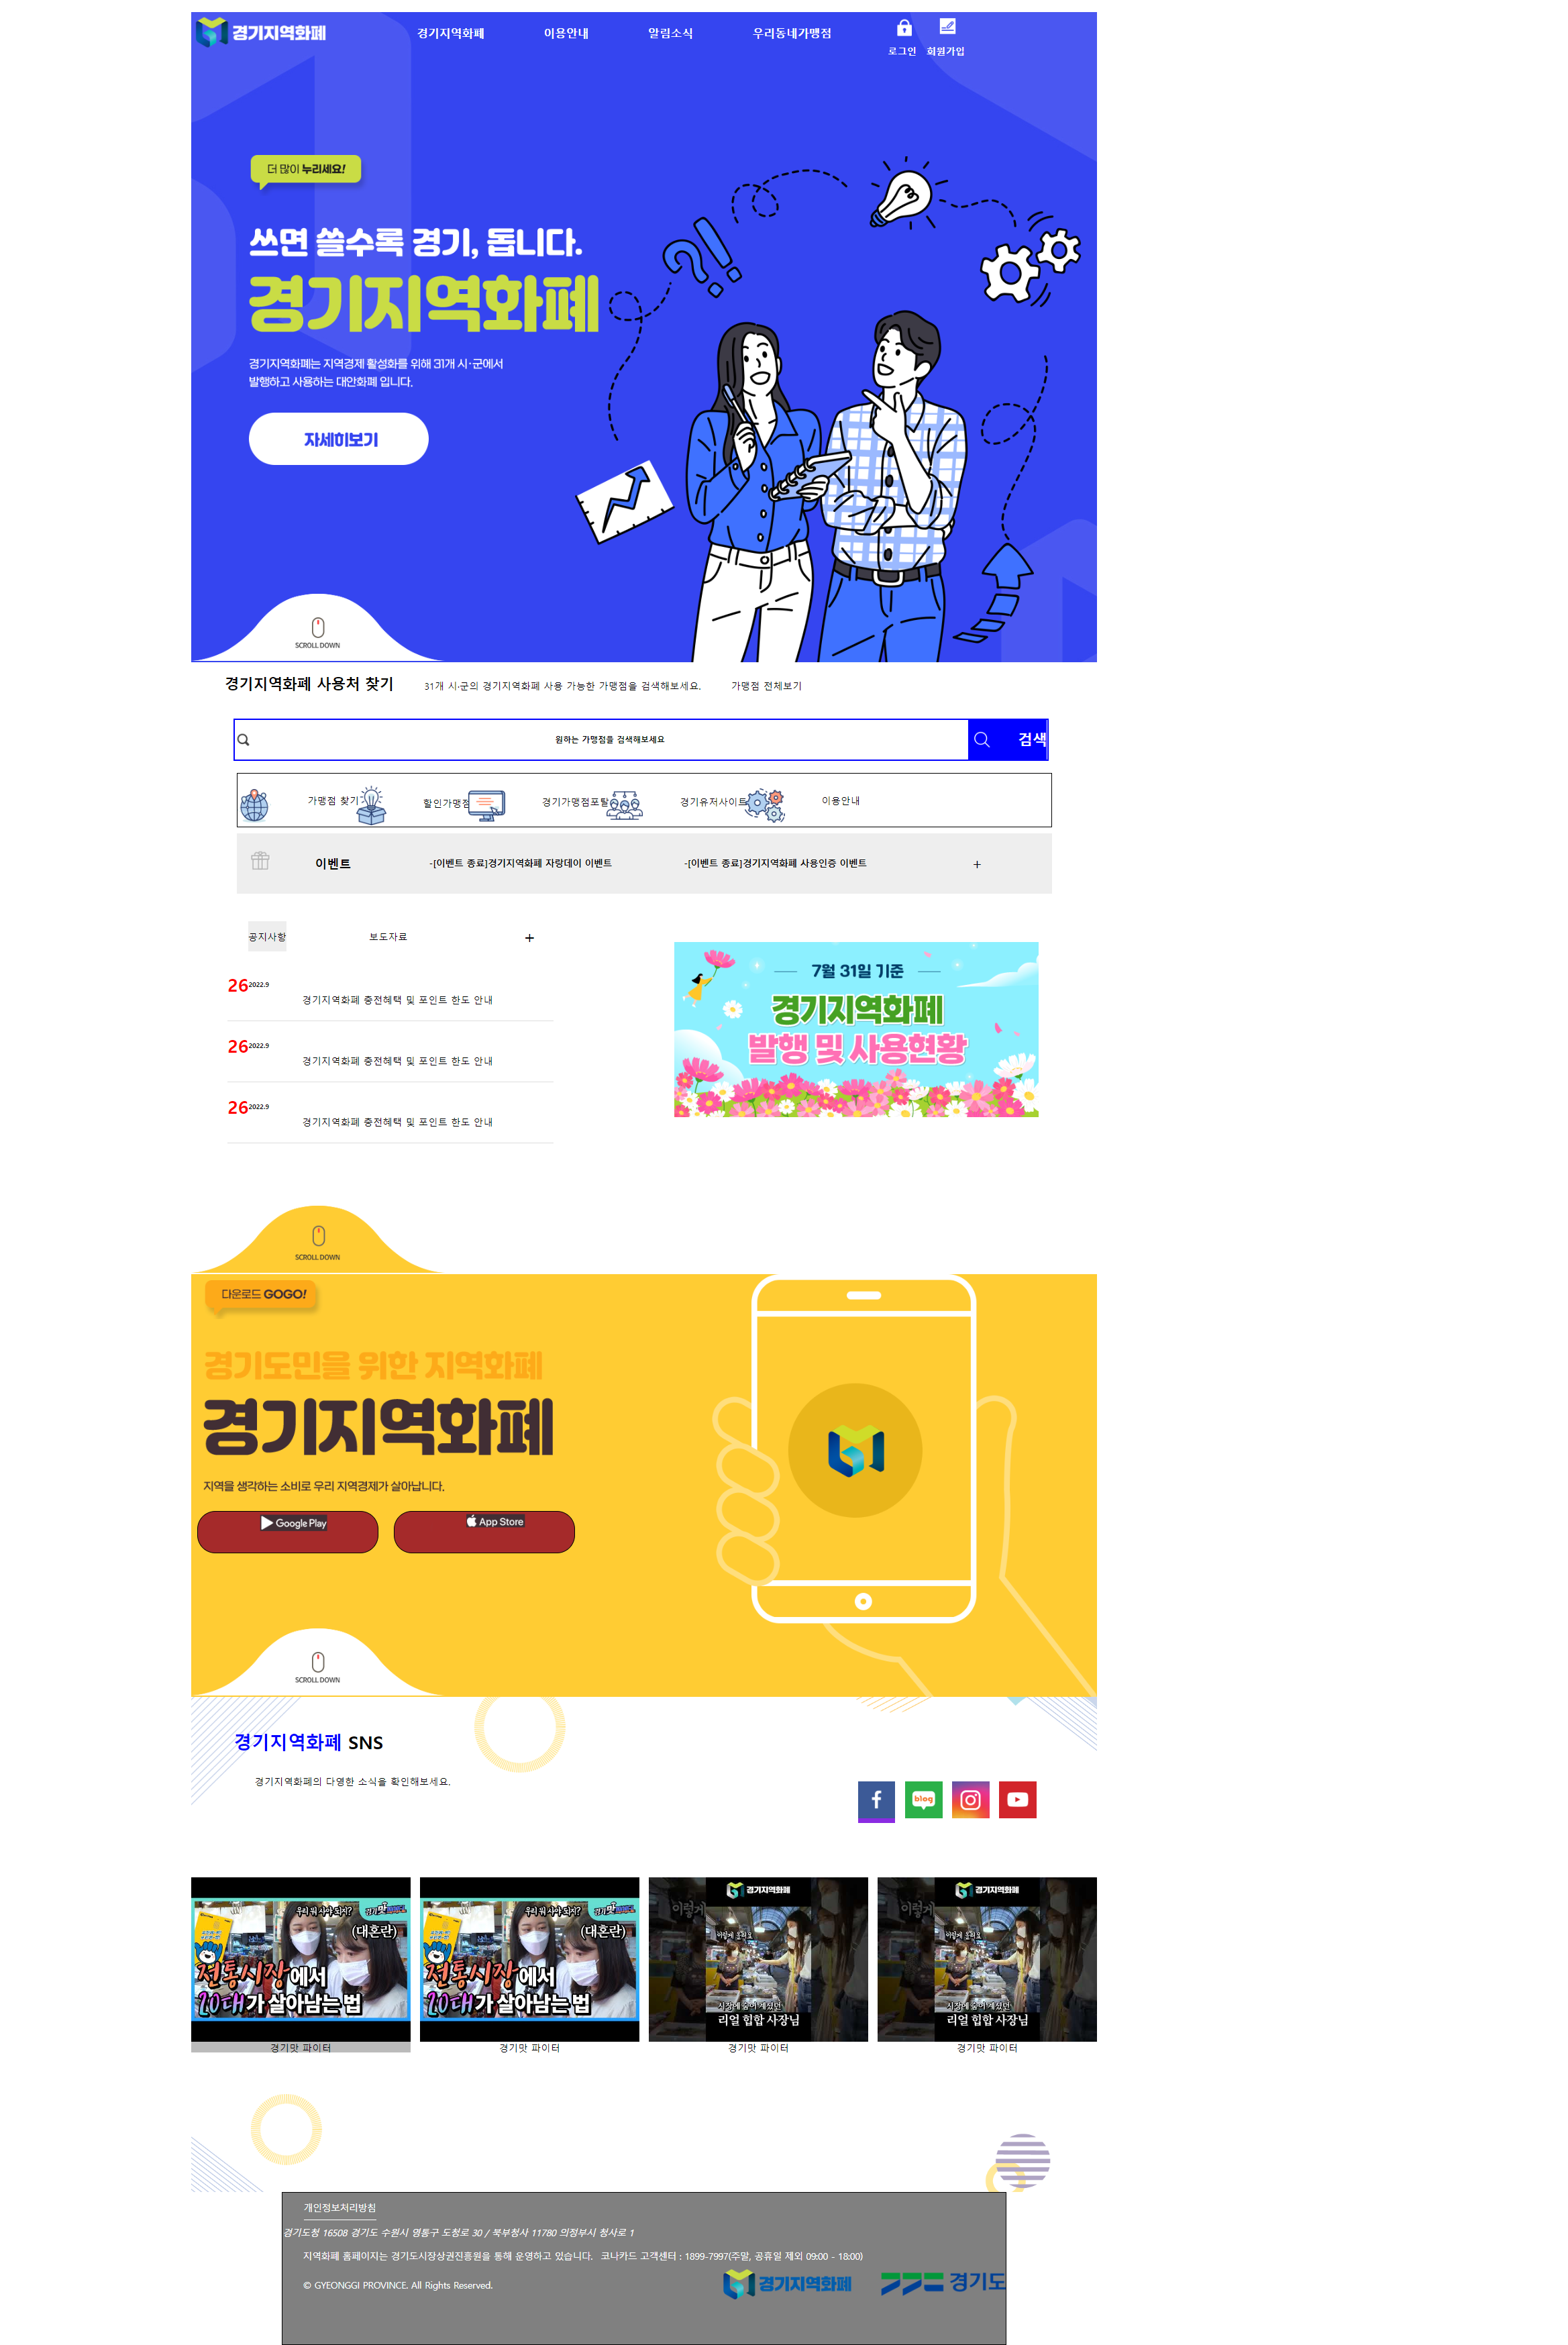 경기지역화폐
경기지역화폐 이용안내 알림소식 우리동네가맹점
로그인 회원가입
더 많이 누리세요!
쓰면 쓸수록 경기, 돕니다.
경기지역화폐
경기지역화폐는 지역경제 활성화를 위해 31개 시·군에서
발행하고 사용하는 대안화폐 입니다.
자세히보기
SCROLL DOWN
경기지역화폐 사용처 찾기 31개 시·군의 경기지역화폐 사용 가능한 가맹점을 검색해보세요. 가맹점 전체보기
원하는 가맹점을 검색해보세요 검색
가맹점 찾기 할인가맹점 경기가맹점포탈 경기유저사이트 이용안내
이벤트 -[이벤트 종료]경기지역화폐 자랑데이 이벤트 -[이벤트 종료]경기지역화폐 사용인증 이벤트 +
공지사항 보도자료 +
26 2022.9
경기지역화폐 충전혜택 및 포인트 한도 안내
26 2022.9
경기지역화폐 충전혜택 및 포인트 한도 안내
26 2022.9
경기지역화폐 충전혜택 및 포인트 한도 안내
7월 31일 기준
경기지역화폐
발행 및 사용현황
SCROLL DOWN
다운로드 GOGO!
경기도민을 위한 지역화폐
경기지역화폐
지역을 생각하는 소비로 우리 지역경제가 살아납니다.
Google Play App Store
SCROLL DOWN
경기지역화폐 SNS
경기지역화폐의 다양한 소식을 확인해보세요.
blog
우리 뭐 사야 되지?
(대혼란)
전통시장에서
20대가 살아남는 법
경기맛 파이터
우리 뭐 사야 되지?
(대혼란)
전통시장에서
20대가 살아남는 법
경기맛 파이터
경기지역화폐
이렇게
시장에 줄이 계셨던
리얼 힙합 사장님
경기맛 파이터
경기지역화폐
이렇게
리얼 힙합 사장님
경기맛 파이터
개인정보처리방침
경기도청 16508 경기도 수원시 영통구 도청로 30 / 북부청사 11780 의정부시 청사로 1
지역화폐 홈페이지는 경기도시장상권진흥원을 통해 운영하고 있습니다. 코나카드 고객센터 : 1899-7997(주말, 공휴일 제외 09:00 - 18:00)
© GYEONGGI PROVINCE. All Rights Reserved.
경기지역화폐 경기도